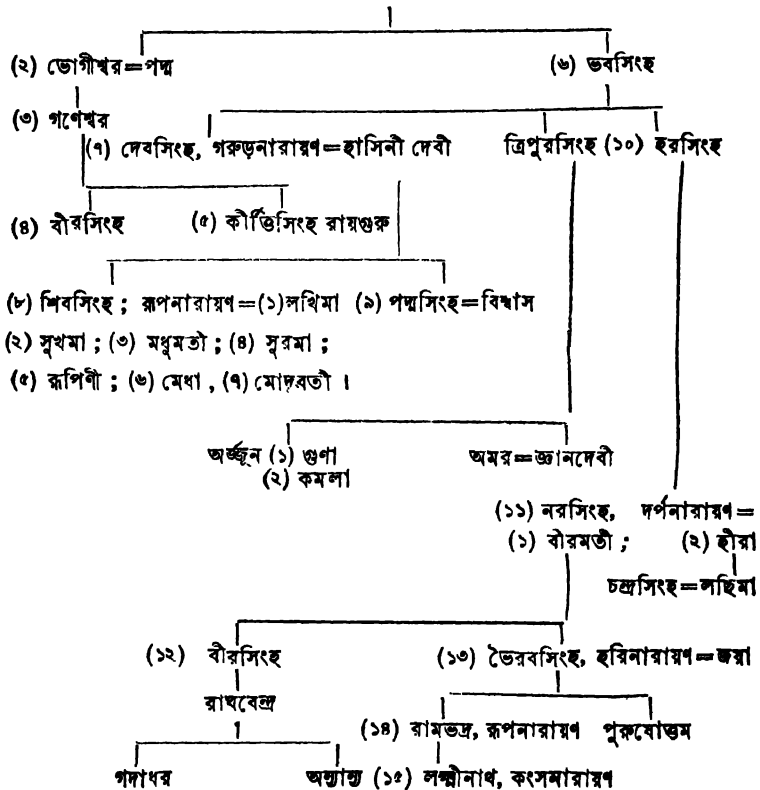 (২) ভোগীশ্বর=পদ্ম (৬) ভবসিংহ
(৩) গণেশ্বর
(৭) দেবসিংহ, গরুড়নারায়ণ=হাসিনী দেবী ত্রিপুরসিংহ (১০) হরসিংহ
(৪) বীরসিংহ (৫) কীর্ত্তিসিংহ রায়গুরু
(৮) শিবসিংহ ; রূপনারায়ণ=(১)লখিমা (৯) পদ্মসিংহ=বিশ্বাস
(২) সুখমা ; (৩) মধুমতী ; (৪) সুরমা ;
(৫) রূপিণী ; (৬) মেধা , (৭) মোদবতী ।
অর্জ্জুন (১) গুণা অমর=জ্ঞানদেবী
(২) কমলা
(১১) নরসিংহ, দর্পনারায়ণ=
(১) বীরমতী ; (২) হীরা
চন্দ্রসিংহ=লছিমা
(১২) বীরসিংহ (১৩) ভৈরবসিংহ, হরিনারায়ণ=জয়া
রাঘবেন্দ্র
(১৪) রামভদ্র, রূপনারায়ণ পুরুষোত্তম
গদাধর অন্যান্য (১৫) লক্ষ্মীনাথ, কংসনারায়ণ